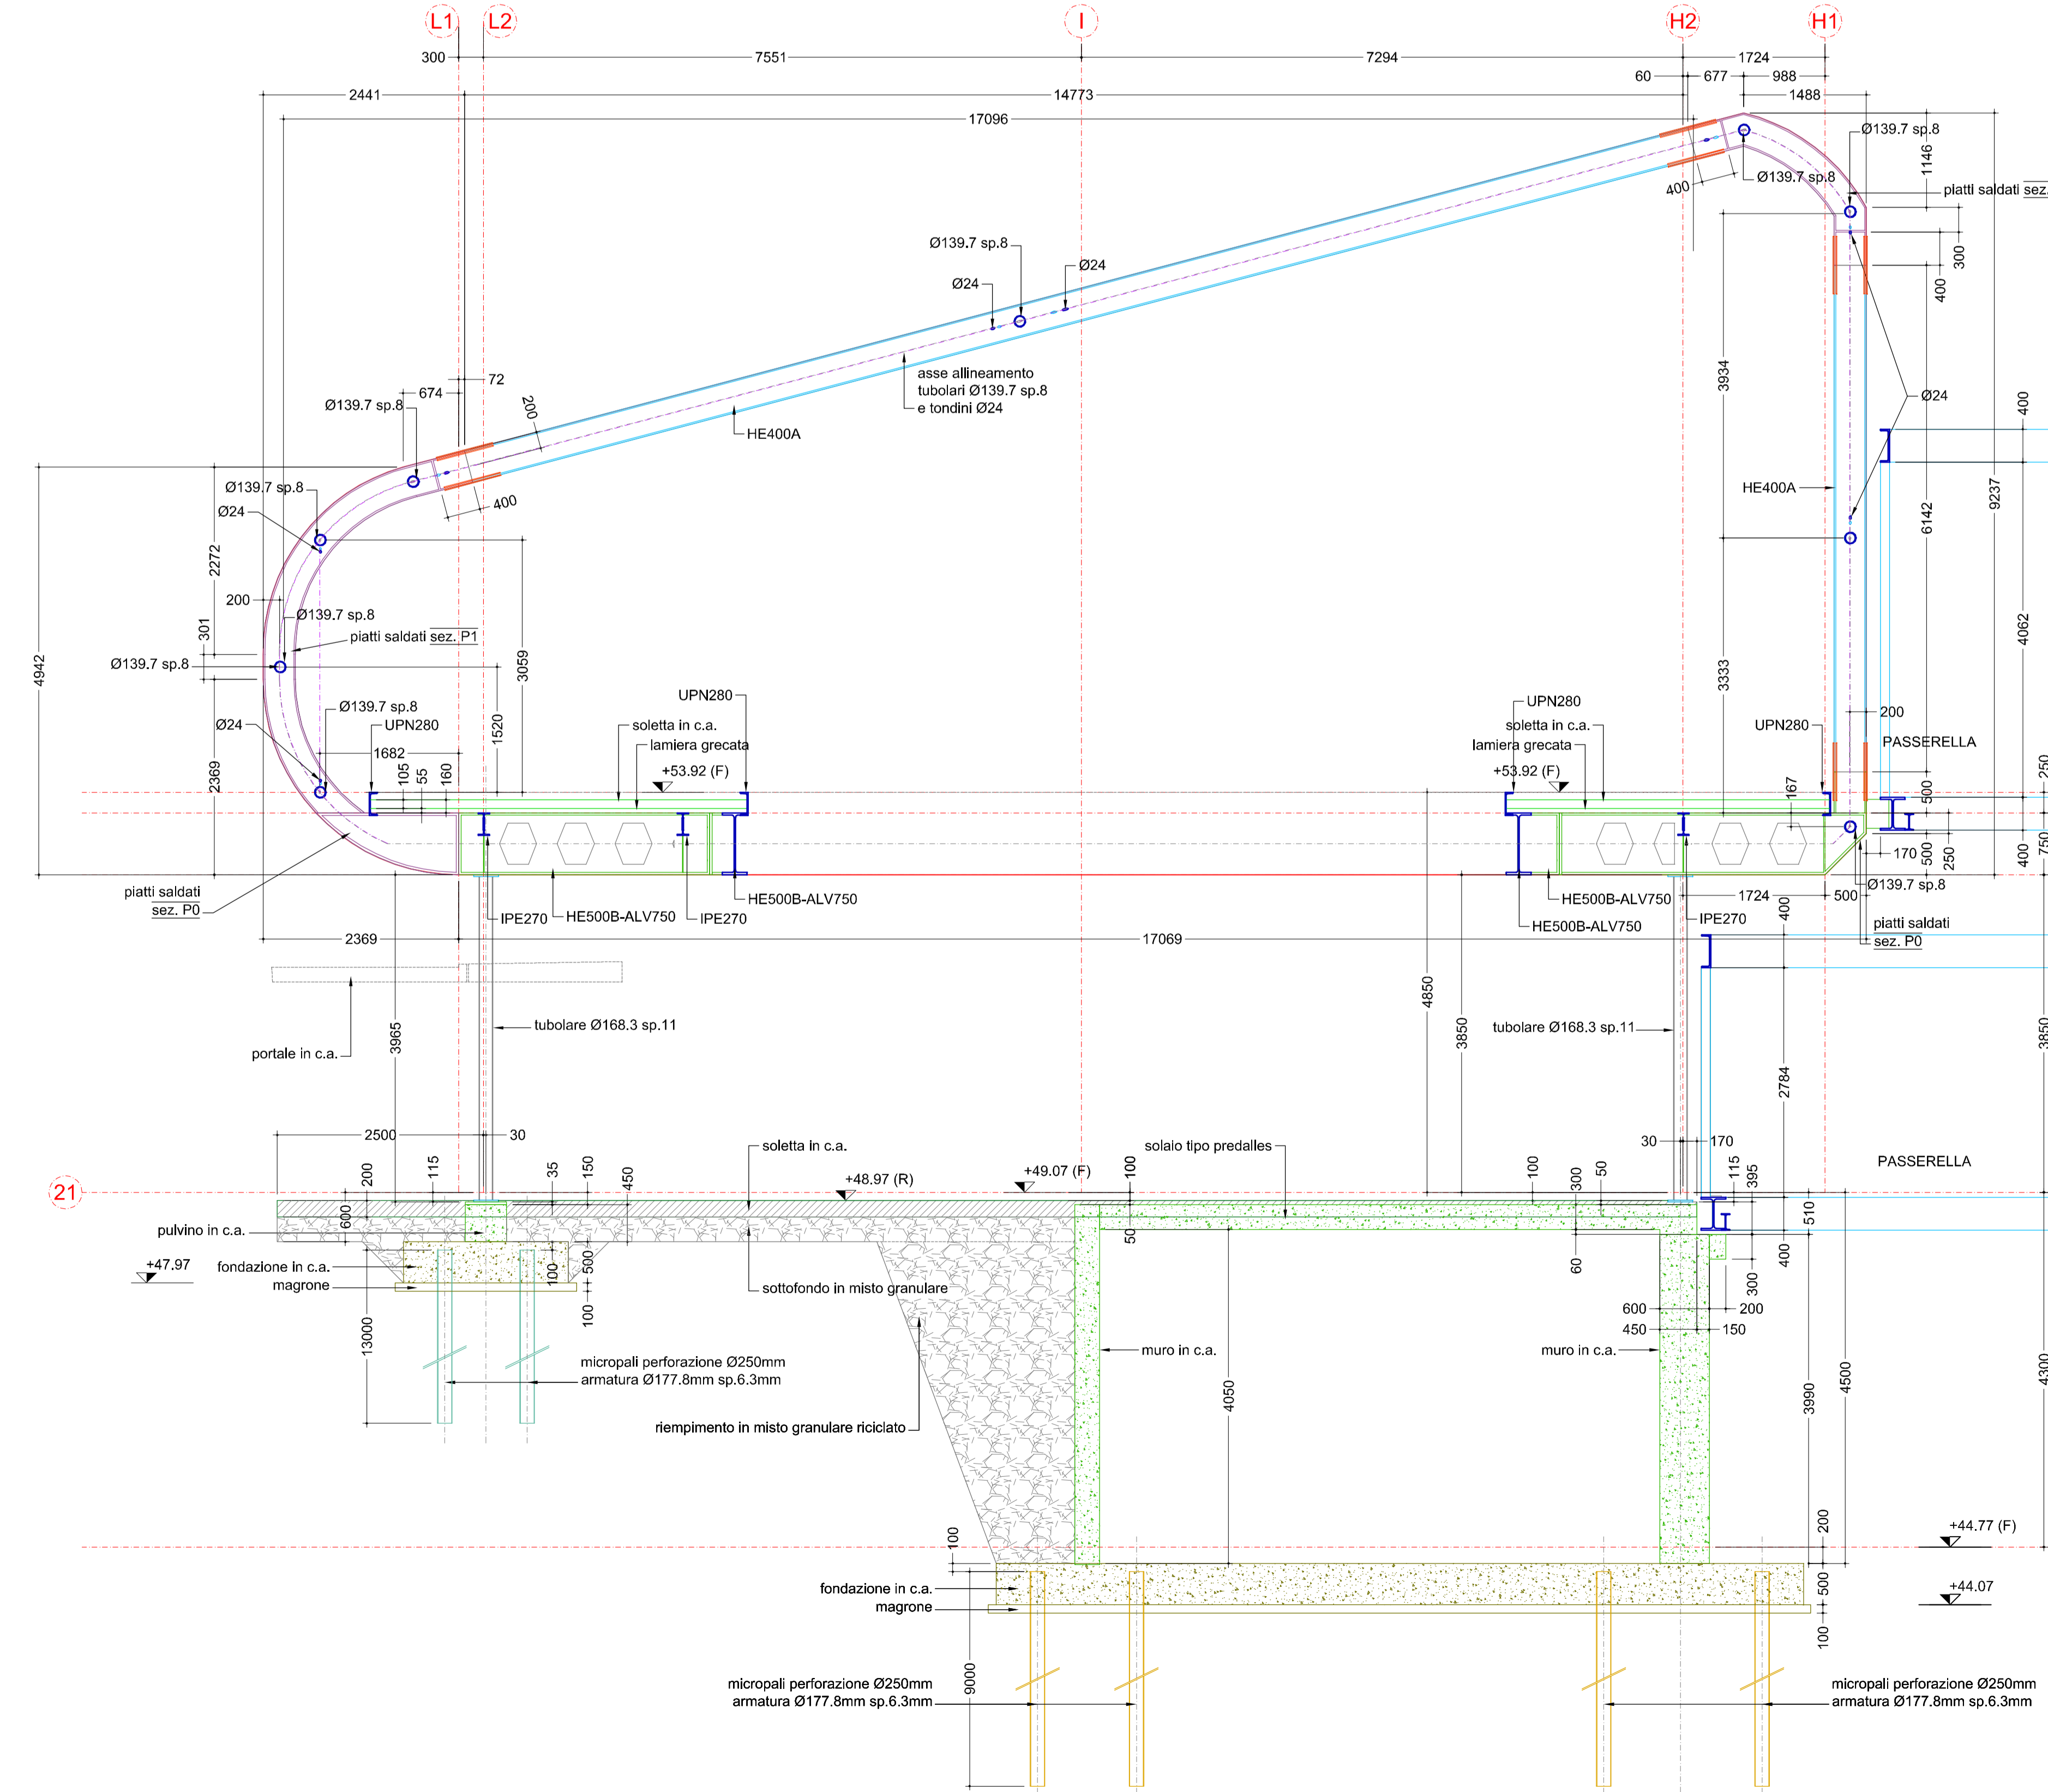 L1
L2
I
H2
H1
300
7551
7294
1724
60
677
988
2441
14773
1488
17096
Ø139.7 sp.8
1146
Ø139.7 sp.8
400
piatti saldati sez.
300
400
Ø139.7 sp.8
Ø24
Ø24
3934
asse allineamento
tubolari Ø139.7 sp.8
e tondini Ø24
72
674
Ø139.7 sp.8
200
HE400A
Ø24
400
400
HE400A
9237
6142
4062
Ø139.7 sp.8
Ø24
2272
200
Ø139.7 sp.8
301
piatti saldati sez. P1
Ø139.7 sp.8
4942
3059
3333
1520
Ø139.7 sp.8
Ø24
UPN280
UPN280
UPN280
UPN280
soletta in c.a.
soletta in c.a.
lamiera grecata
lamiera grecata
200
PASSERELLA
1682
105
55
160
+53.92 (F)
+53.92 (F)
167
2369
500
250
750
170
500
250
400
piatti saldati
sez. P0
IPE270
HE500B-ALV750
IPE270
HE500B-ALV750
HE500B-ALV750
HE500B-ALV750
IPE270
1724
500
Ø139.7 sp.8
piatti saldati
sez. P0
400
2369
17069
3965
4850
3850
3850
2784
tubolare Ø168.3 sp.11
tubolare Ø168.3 sp.11
portale in c.a.
2500
30
30
170
soletta in c.a.
solaio tipo predalles
PASSERELLA
21
200
115
35
150
450
+48.97 (R)
+49.07 (F)
100
100
300
50
115
395
600
50
60
510
400
300
pulvino in c.a.
+47.97
fondazione in c.a.
magrone
100
500
100
sottofondo in misto granulare
600
200
450
150
13000
micropali perforazione Ø250mm
armatura Ø177.8mm sp.6.3mm
muro in c.a.
muro in c.a.
4050
3990
4500
4300
riempimento in misto granulare riciclato
100
200
+44.77 (F)
fondazione in c.a.
magrone
500
+44.07
100
9000
micropali perforazione Ø250mm
armatura Ø177.8mm sp.6.3mm
micropali perforazione Ø250mm
armatura Ø177.8mm sp.6.3mm